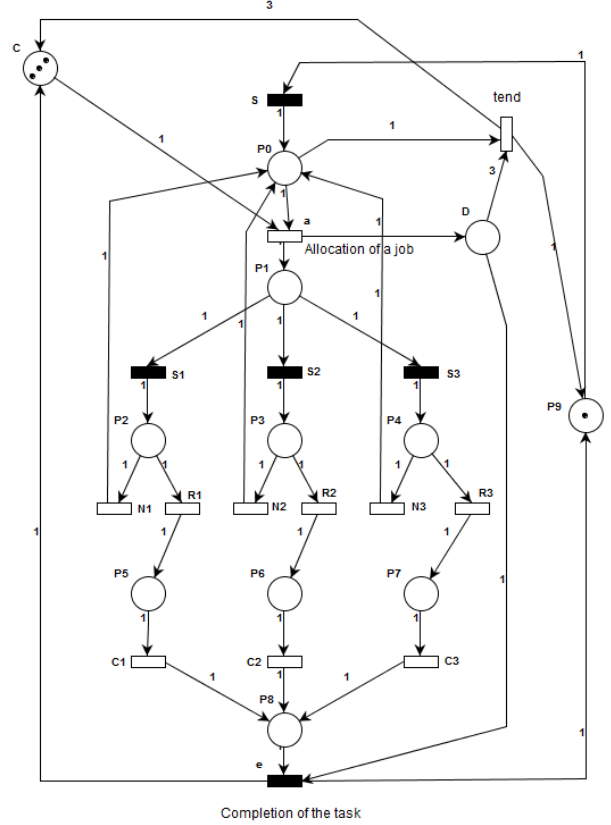 3
C
1
S
1
tend
P0
1
1
1
a
3
D
1
Allocation of a job
1
P1
1
1
1
1
1
1
S1
S2
S3
1
1
1
P9
P2
P3
P4
1
1
1
1
1
1
N1
R1
N2
R2
N3
R3
1
1
1
1
P5
P6
P7
1
1
1
1
C1
C2
C3
1
1
1
P8
1
e
Completion of the task